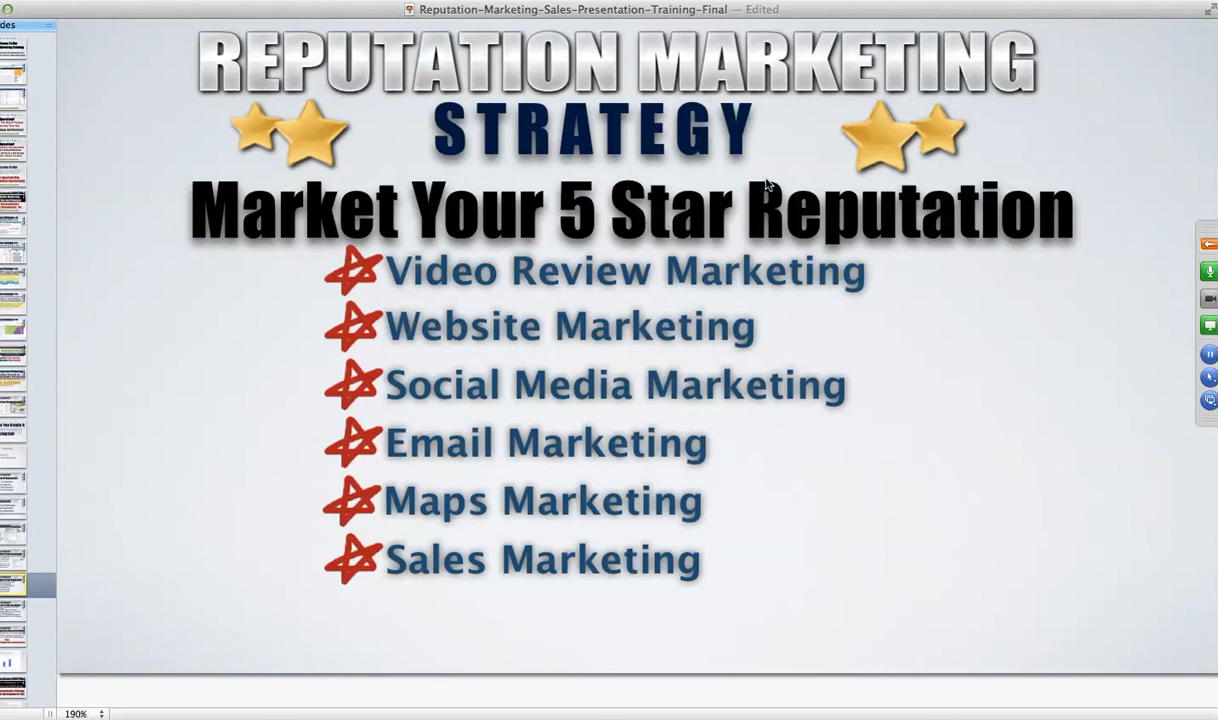 Reputation-Marketing-Sales-Presentation-Training-Final — Edited
des
REPUTATION MARKETING
STRATEGY
Market Your 5 Star Reputation
Video Review Marketing
Website Marketing
Social Media Marketing
Email Marketing
Maps Marketing
Sales Marketing
190%